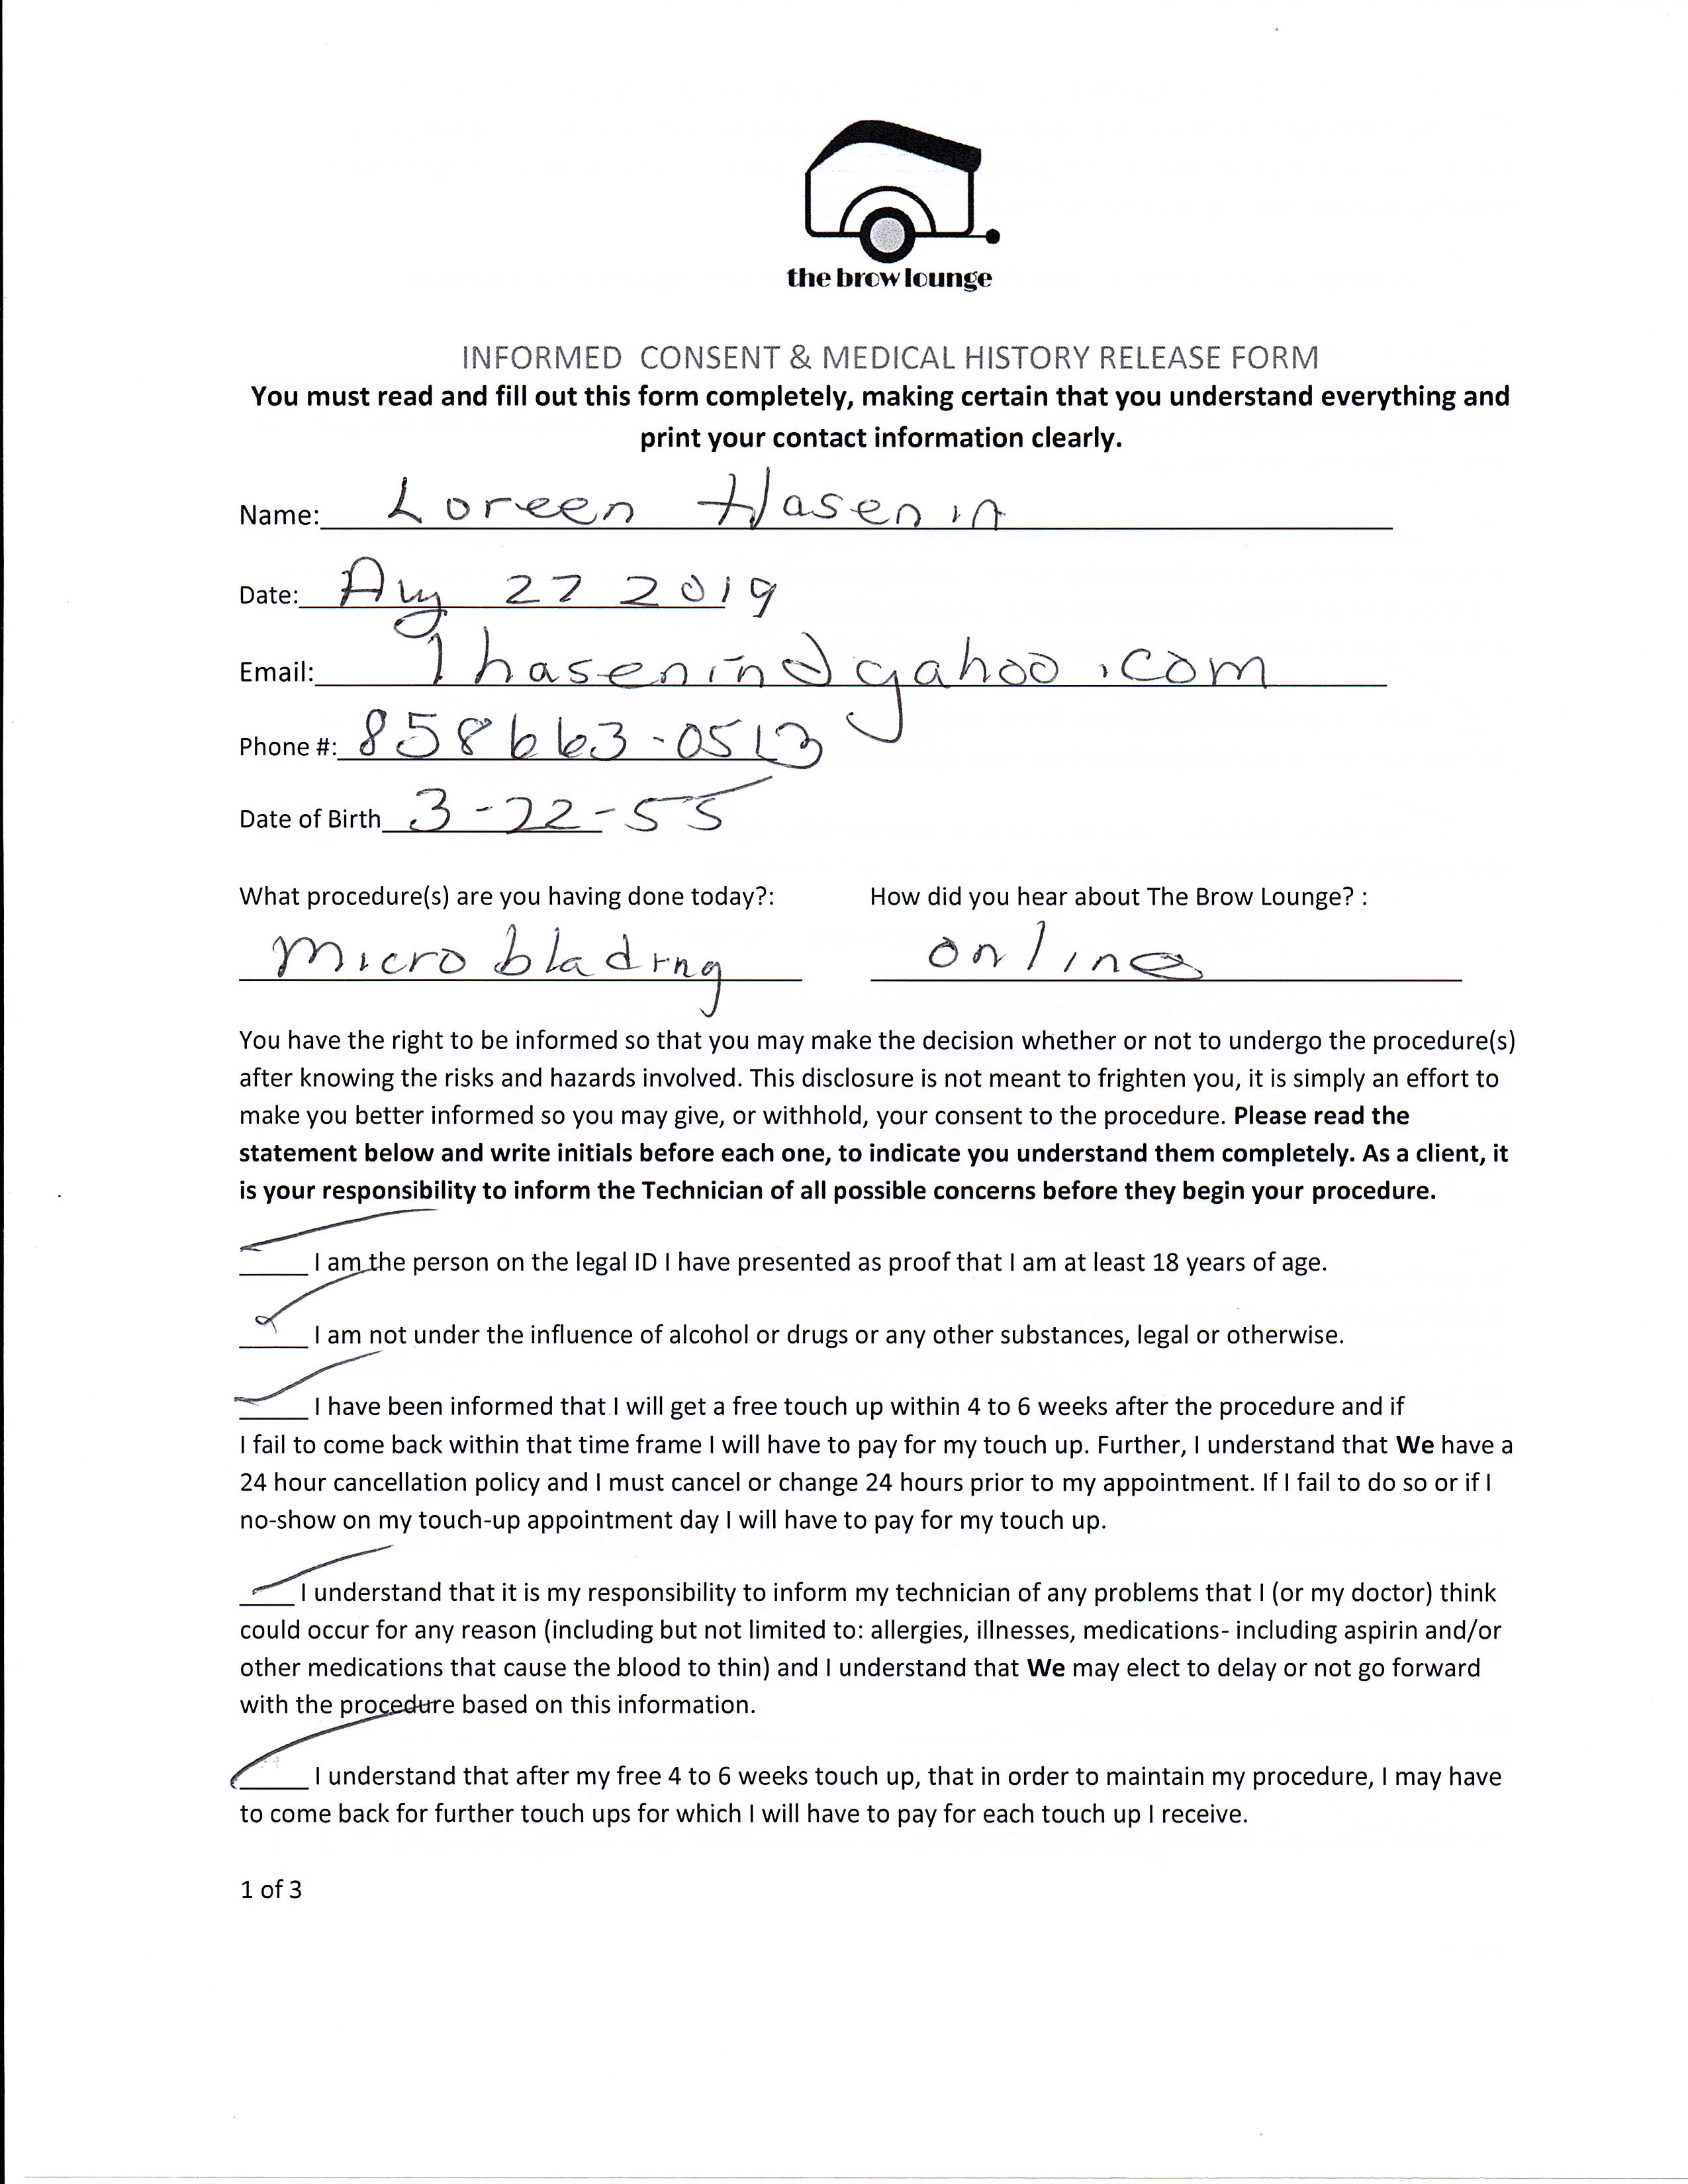 the brow lounge
INFORMED CONSENT & MEDICAL HISTORY RELEASE FORM
You must read and fill out this form completely, making certain that you understand everything and
print your contact information clearly.
Name: Loreen Hasenin
Date: Aug 27 2019
Email: lhasenin@yahoo.com
Phone #: 858 663-0513
Date of Birth 3-22-55
What procedure(s) are you having done today?: How did you hear about The Brow Lounge? :
Micro blading online
You have the right to be informed so that you may make the decision whether or not to undergo the procedure(s)
after knowing the risks and hazards involved. This disclosure is not meant to frighten you, it is simply an effort to
make you better informed so you may give, or withhold, your consent to the procedure. Please read the
statement below and write initials before each one, to indicate you understand them completely. As a client, it
is your responsibility to inform the Technician of all possible concerns before they begin your procedure.
I am the person on the legal ID I have presented as proof that I am at least 18 years of age.
I am not under the influence of alcohol or drugs or any other substances, legal or otherwise.
I have been informed that I will get a free touch up within 4 to 6 weeks after the procedure and if
I fail to come back within that time frame I will have to pay for my touch up. Further, I understand that We have a
24 hour cancellation policy and I must cancel or change 24 hours prior to my appointment. If I fail to do so or if I
no-show on my touch-up appointment day I will have to pay for my touch up.
I understand that it is my responsibility to inform my technician of any problems that I (or my doctor) think
could occur for any reason (including but not limited to: allergies, illnesses, medications- including aspirin and/or
other medications that cause the blood to thin) and I understand that We may elect to delay or not go forward
with the procedure based on this information.
I understand that after my free 4 to 6 weeks touch up, that in order to maintain my procedure, I may have
to come back for further touch ups for which I will have to pay for each touch up I receive.
1 of 3